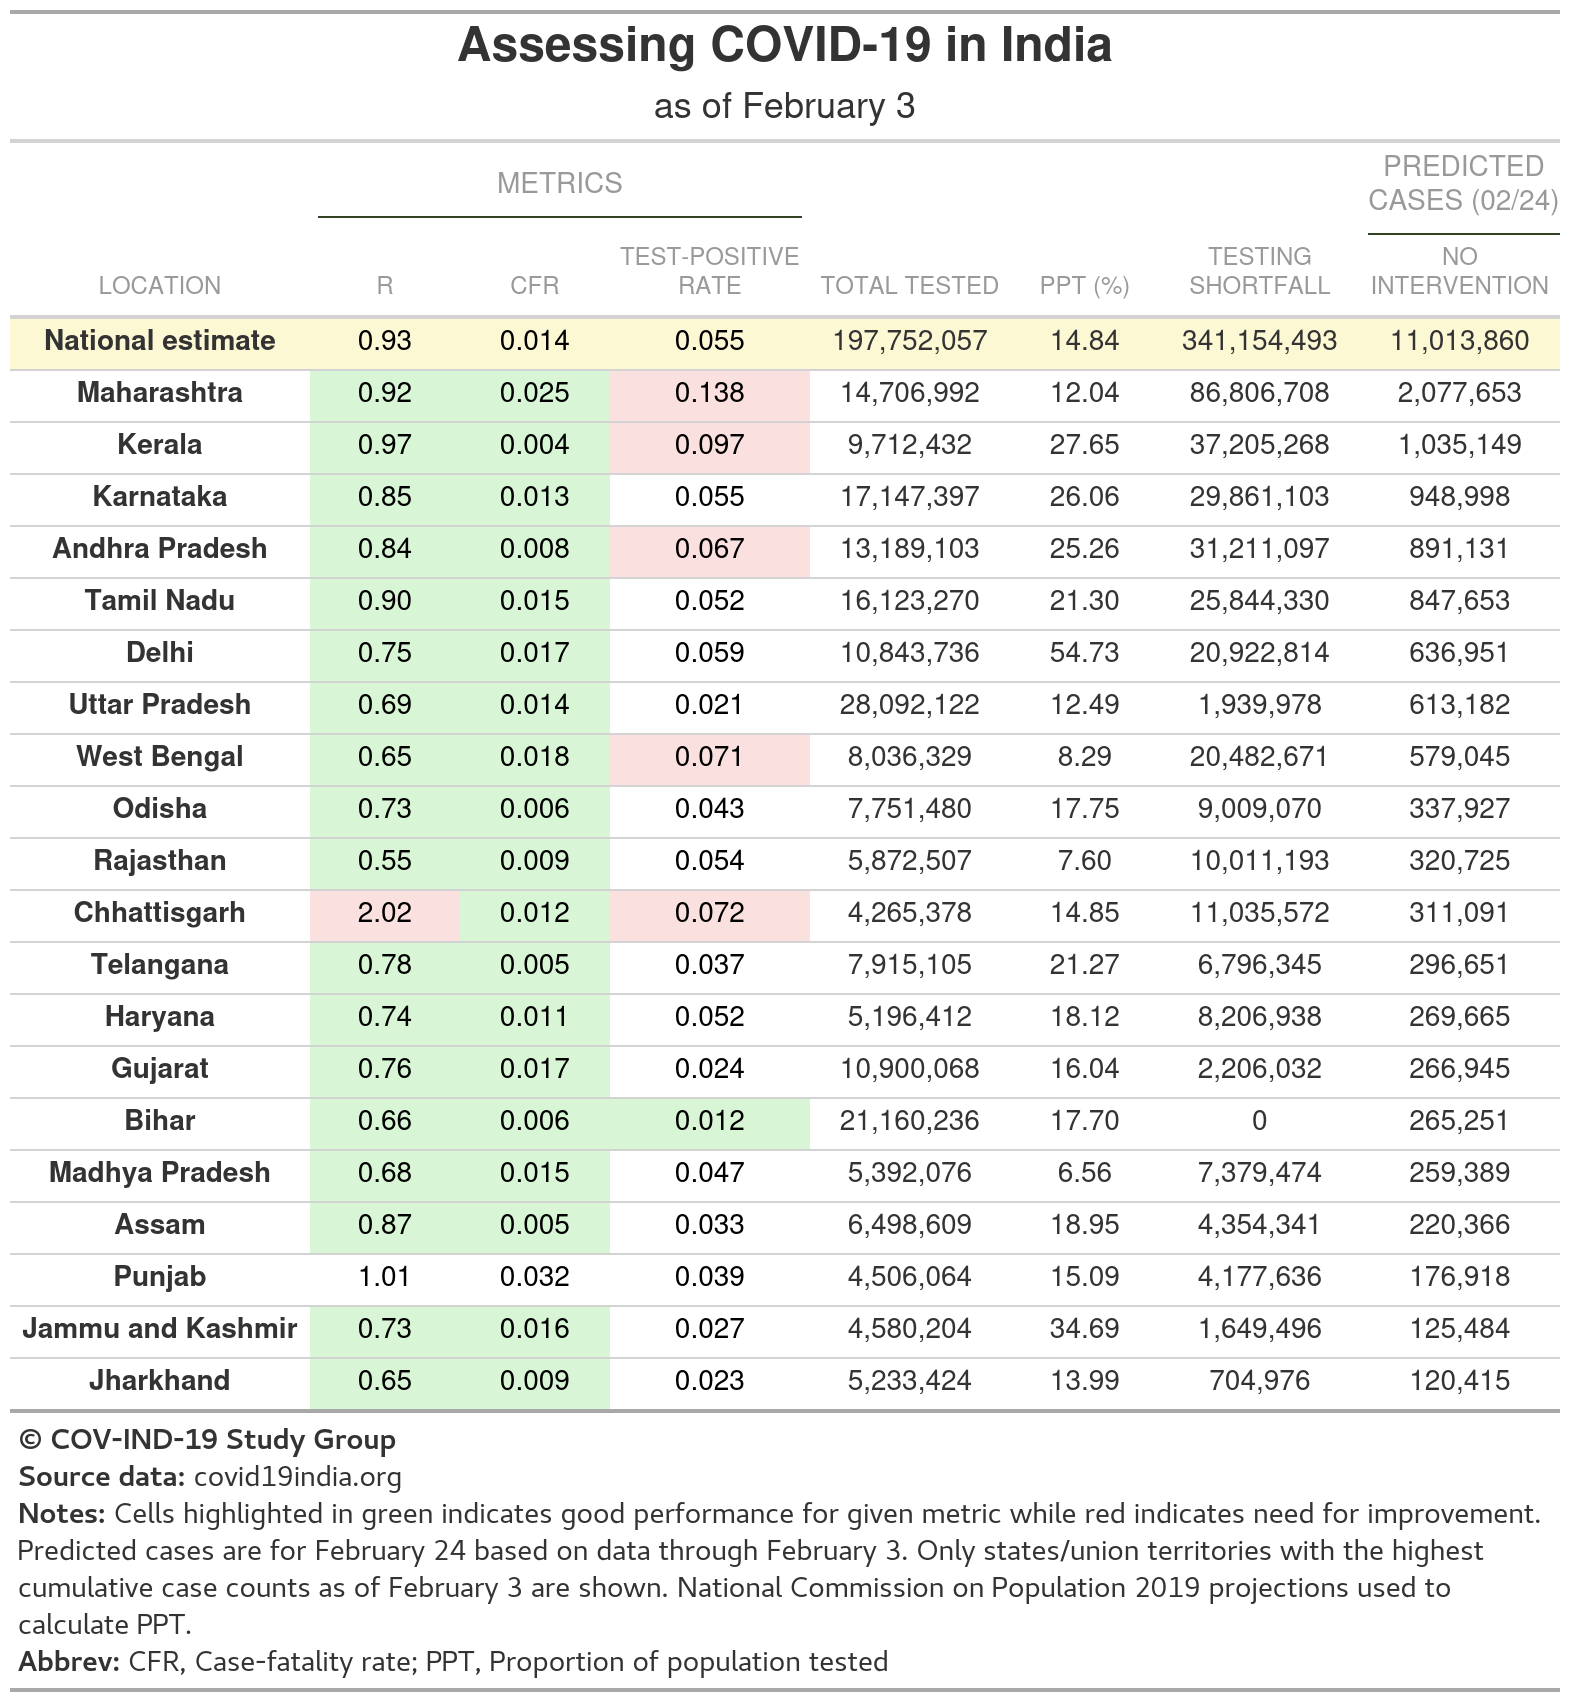 Assessing COVID-19 in India
as of February 3
METRICS
PREDICTED
CASES (02/24)
LOCATION R CFR TEST-POSITIVE RATE TOTAL TESTED PPT (%) TESTING SHORTFALL NO INTERVENTION
National estimate 0.93 0.014 0.055 197,752,057 14.84 341,154,493 11,013,860
Maharashtra 0.92 0.025 0.138 14,706,992 12.04 86,806,708 2,077,653
Kerala 0.97 0.004 0.097 9,712,432 27.65 37,205,268 1,035,149
Karnataka 0.85 0.013 0.055 17,147,397 26.06 29,861,103 948,998
Andhra Pradesh 0.84 0.008 0.067 13,189,103 25.26 31,211,097 891,131
Tamil Nadu 0.90 0.015 0.052 16,123,270 21.30 25,844,330 847,653
Delhi 0.75 0.017 0.059 10,843,736 54.73 20,922,814 636,951
Uttar Pradesh 0.69 0.014 0.021 28,092,122 12.49 1,939,978 613,182
West Bengal 0.65 0.018 0.071 8,036,329 8.29 20,482,671 579,045
Odisha 0.73 0.006 0.043 7,751,480 17.75 9,009,070 337,927
Rajasthan 0.55 0.009 0.054 5,872,507 7.60 10,011,193 320,725
Chhattisgarh 2.02 0.012 0.072 4,265,378 14.85 11,035,572 311,091
Telangana 0.78 0.005 0.037 7,915,105 21.27 6,796,345 296,651
Haryana 0.74 0.011 0.052 5,196,412 18.12 8,206,938 269,665
Gujarat 0.76 0.017 0.024 10,900,068 16.04 2,206,032 266,945
Bihar 0.66 0.006 0.012 21,160,236 17.70 0 265,251
Madhya Pradesh 0.68 0.015 0.047 5,392,076 6.56 7,379,474 259,389
Assam 0.87 0.005 0.033 6,498,609 18.95 4,354,341 220,366
Punjab 1.01 0.032 0.039 4,506,064 15.09 4,177,636 176,918
Jammu and Kashmir 0.73 0.016 0.027 4,580,204 34.69 1,649,496 125,484
Jharkhand 0.65 0.009 0.023 5,233,424 13.99 704,976 120,415
© COV-IND-19 Study Group
Source data: covid19india.org
Notes: Cells highlighted in green indicates good performance for given metric while red indicates need for improvement.
Predicted cases are for February 24 based on data through February 3. Only states/union territories with the highest
cumulative case counts as of February 3 are shown. National Commission on Population 2019 projections used to
calculate PPT.
Abbrev: CFR, Case-fatality rate; PPT, Proportion of population tested